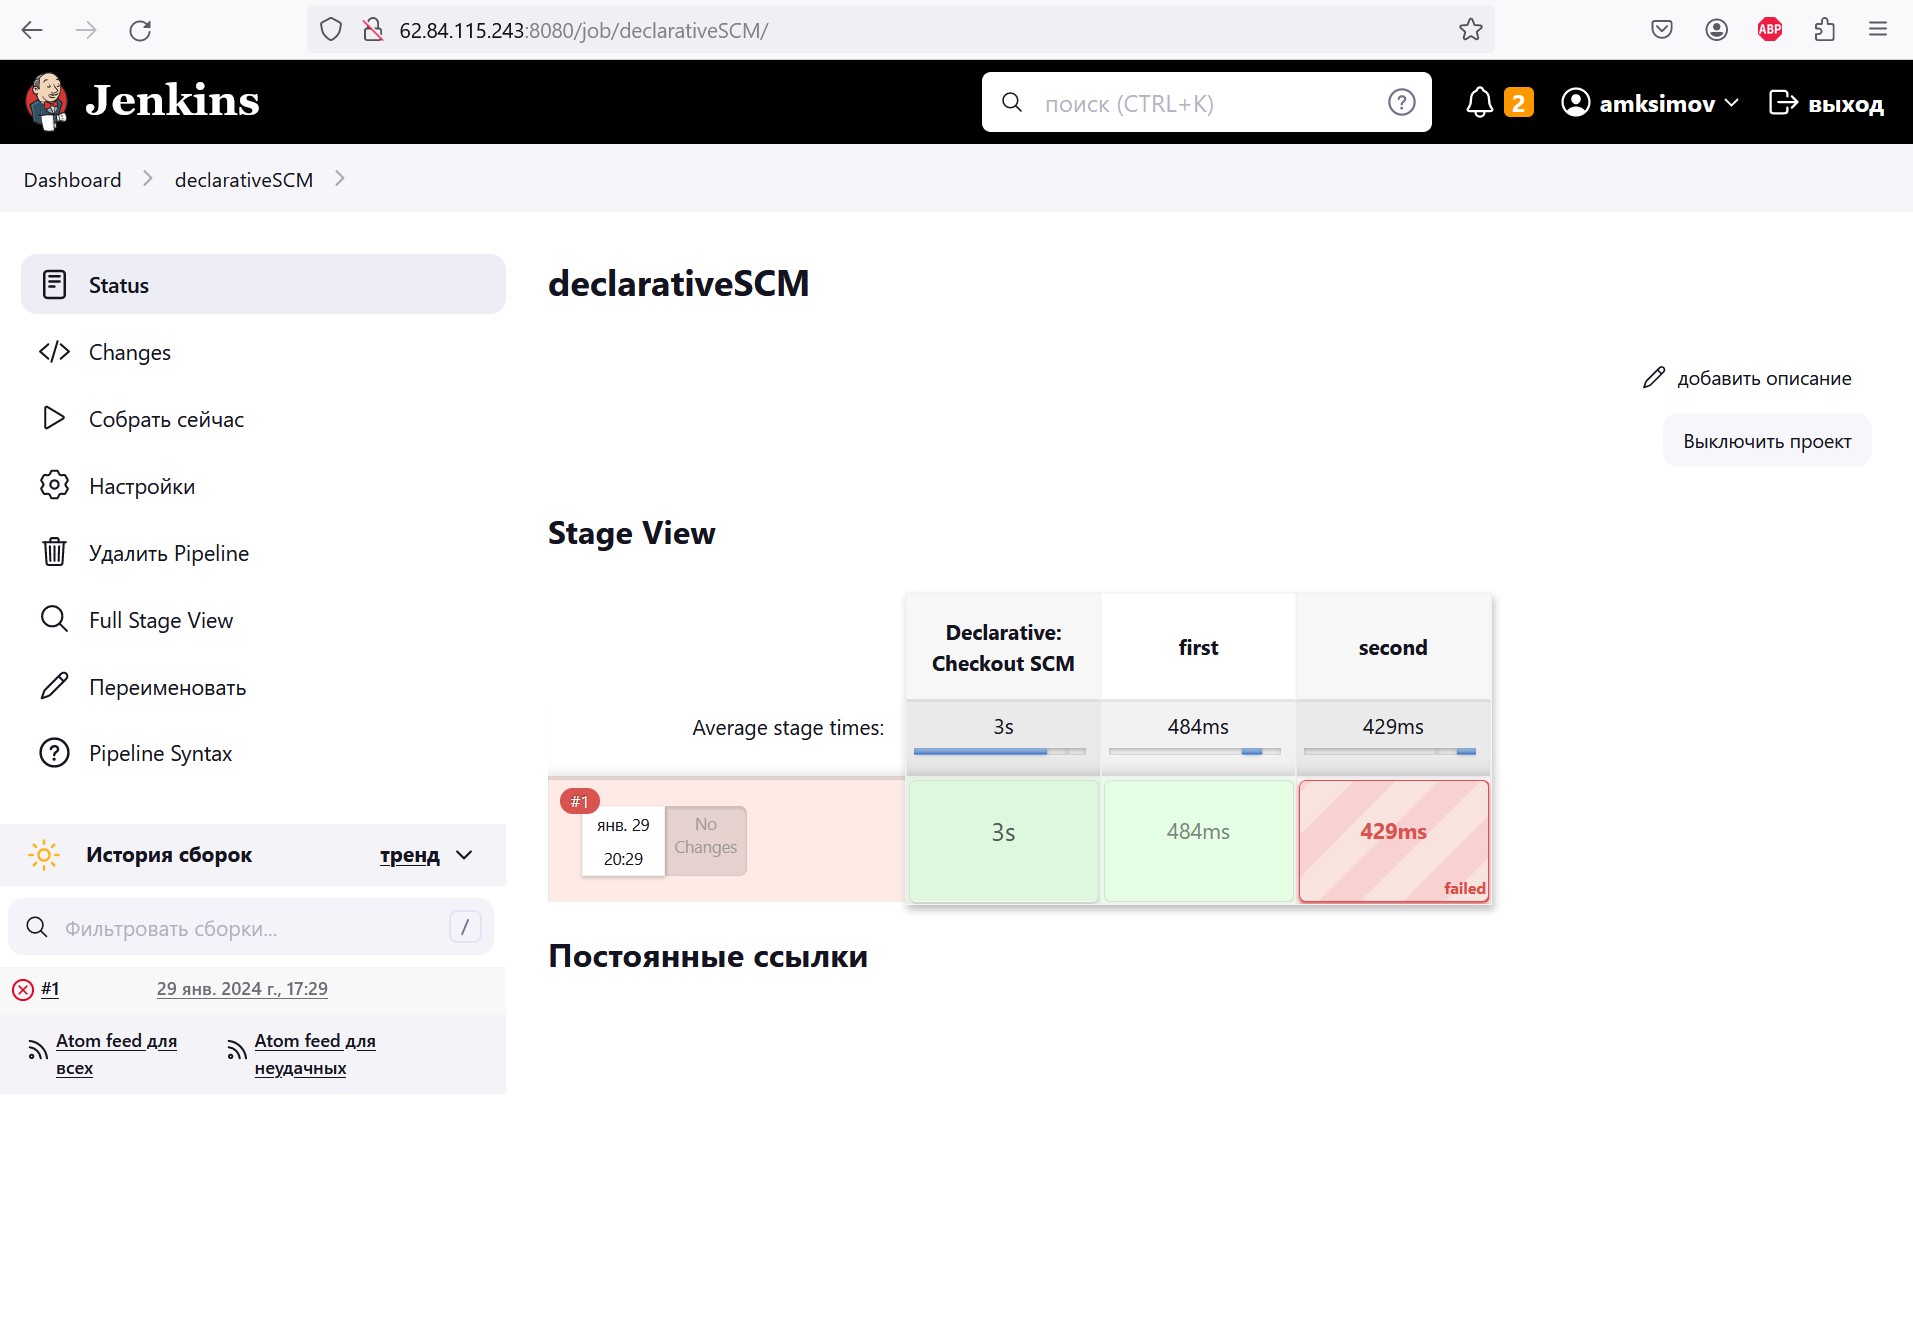 62.84.115.243:8080/job/declarativeSCM/
ABP
Jenkins
поиск (CTRL+K)
2
amksimov
выход
Dashboard
declarativeSCM
Status
Changes
Собрать сейчас
Настройки
Удалить Pipeline
Full Stage View
Переименовать
Pipeline Syntax
История сборок
тренд
Фильтровать сборки...
/
#1
29 янв. 2024 г., 17:29
Atom feed для
всех
Atom feed для
неудачных
declarativeSCM
добавить описание
Выключить проект
Stage View
Declarative:
Checkout SCM
first
second
Average stage times:
3s
484ms
429ms
#1
янв. 29
20:29
No
Changes
3s
484ms
429ms
failed
Постоянные ссылки